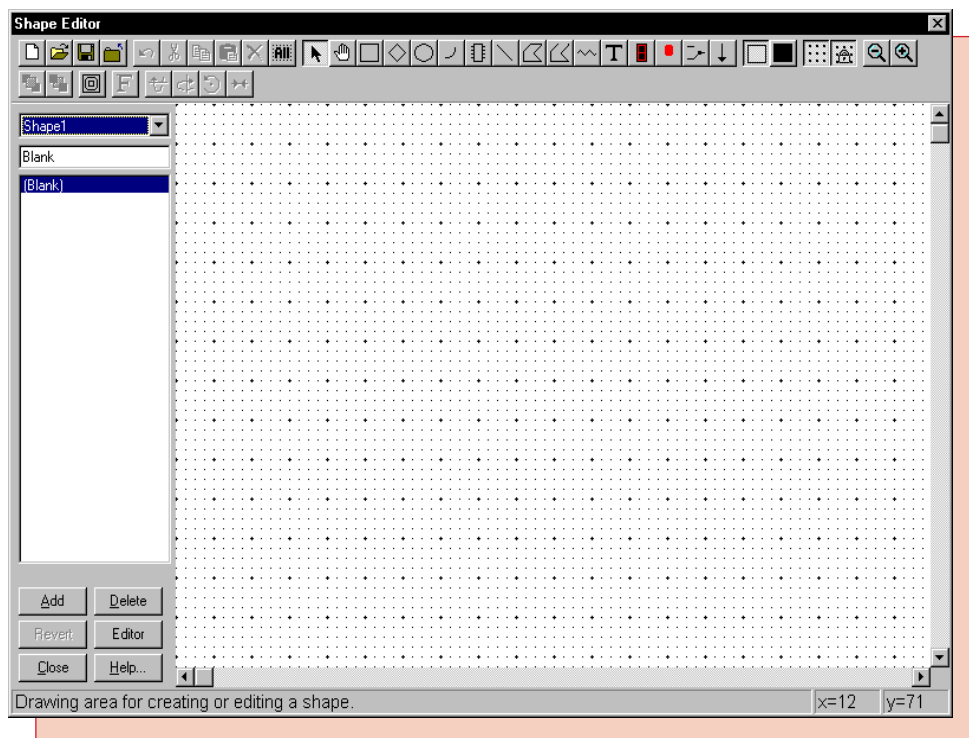 Shape Editor
All
T
F
Shape1
Blank
(Blank)
Add Delete
Revert Editor
Close Help...
Drawing area for creating or editing a shape. x=12 y=71